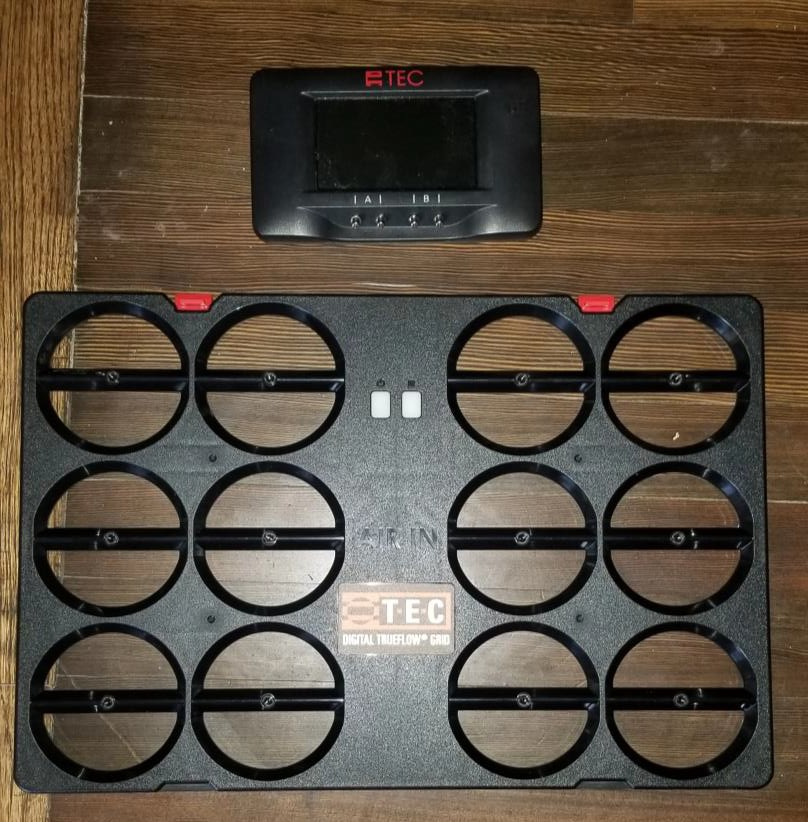 TEC
| A | | B |
AIR IN
T·E·C
DIGITAL TRUEFLOW® GRID